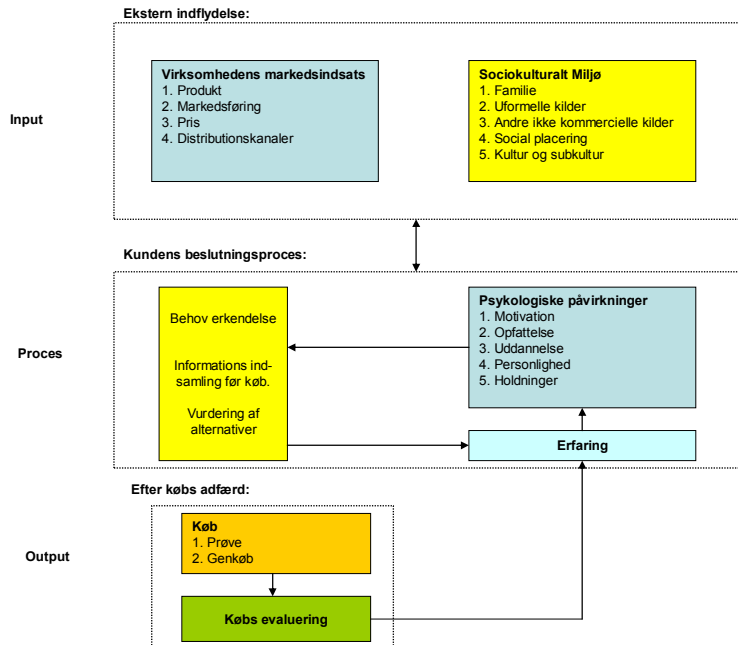 Ekstern indflydelse:
Input
Virksomhedens markedsindsats
1. Produkt
2. Markedsføring
3. Pris
4. Distributionskanaler
Sociokulturalt Miljø
1. Familie
2. Uformelle kilder
3. Andre ikke kommercielle kilder
4. Social placering
5. Kultur og subkultur
Kundens beslutningsproces:
Proces
Behov erkendelse
Informations ind-
samling før køb.
Vurdering af
alternativer
Psykologiske påvirkninger
1. Motivation
2. Opfattelse
3. Uddannelse
4. Personlighed
5. Holdninger
Erfaring
Efter købs adfærd:
Output
Køb
1. Prøve
2. Genkøb
Købs evaluering